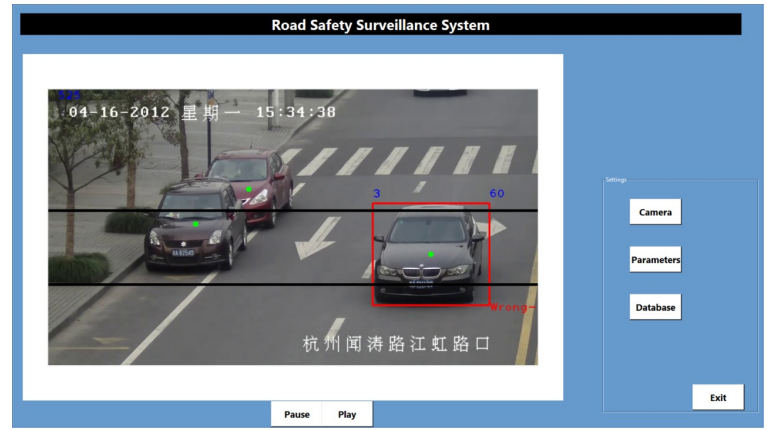 Road Safety Surveillance System
525
04-16-2012 星期一 15:34:38
3 60
Wrong-
杭州闻涛路江虹路口
Settings
Camera
Parameters
Database
Exit
Pause Play